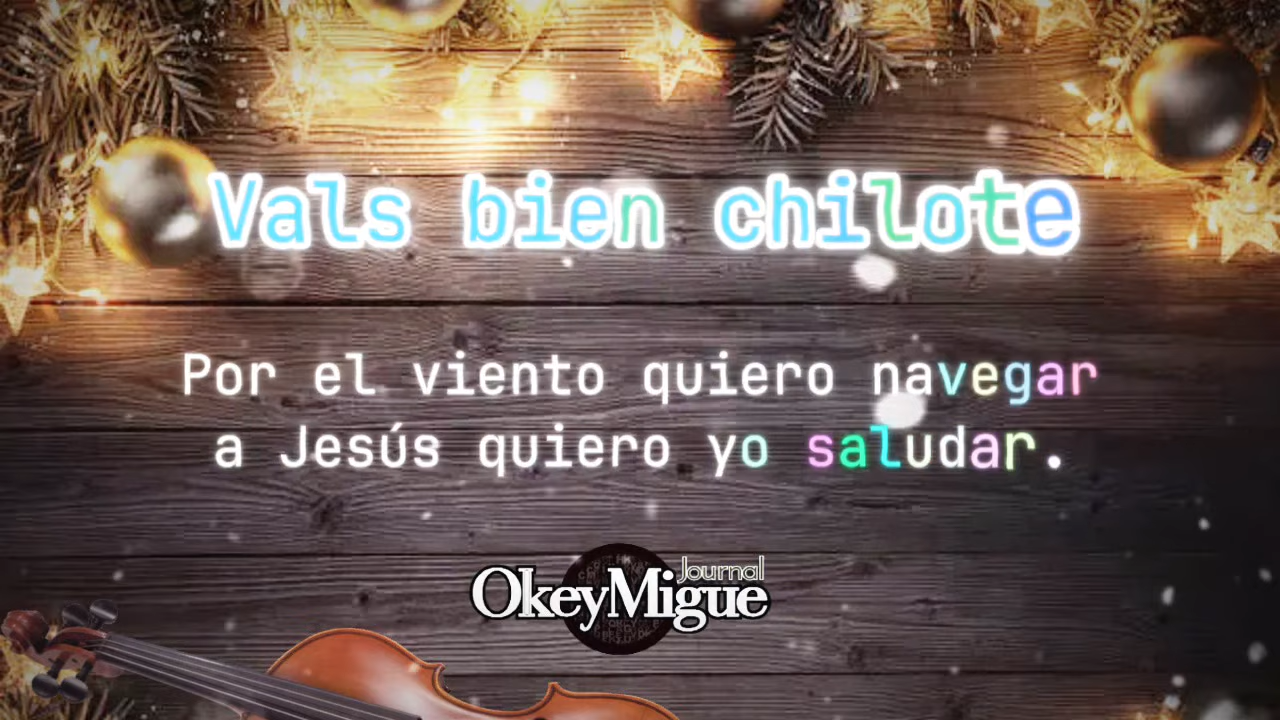 Vals bien chilote
Por el viento quiero navegar
a Jesús quiero yo saludar.
Journal
OkeyMigue